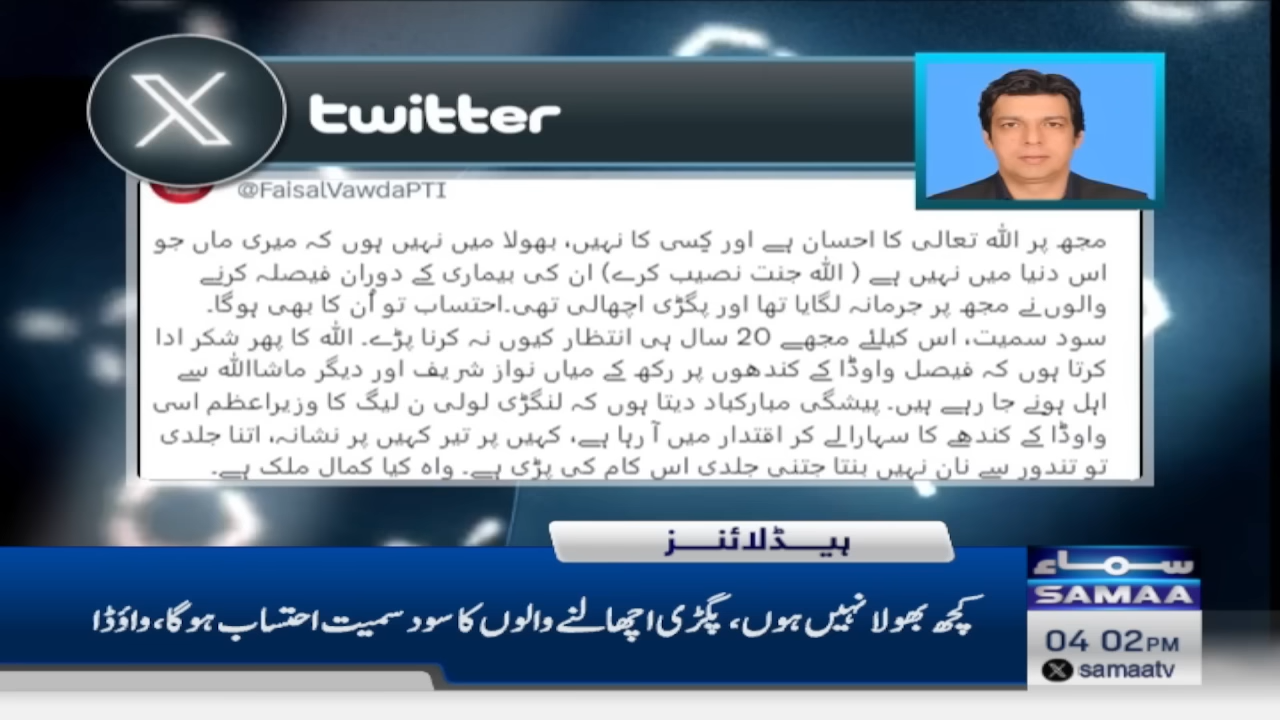 twitter
@FaisalVawdaPTI
مجھ پر اللہ تعالی کا احسان ہے اور کِسی کا نہیں، بھولا میں نہیں ہوں کہ میری ماں جو
اس دنیا میں نہیں ہے ( اللہ جنت نصیب کرے) ان کی بیماری کے دوران فیصلہ کرنے
والوں نے مجھ پر جرمانہ لگایا تھا اور پگڑی اچھالی تھی۔احتساب تو اُن کا بھی ہوگا۔
سود سمیت، اس کیلئے مجھے 20 سال ہی انتظار کیوں نہ کرنا پڑے۔ اللہ کا پھر شکر ادا
کرتا ہوں کہ فیصل واوڈا کے کندھوں پر رکھ کے میاں نواز شریف اور دیگر ماشااللہ سے
اہل ہونے جا رہے ہیں۔ پیشگی مبارکباد دیتا ہوں کہ لنگڑی لولی ن لیگ کا وزیراعظم اسی
واوڈا کے کندھے کا سہارا لے کر اقتدار میں آ رہا ہے، کہیں پر تیر کہیں پر نشانہ، اتنا جلدی
تو تندور سے نان نہیں بنتا جتنی جلدی اس کام کی پڑی ہے۔ واہ کیا کمال ملک ہے۔
ہیڈلائنز
کچھ بھولا نہیں ہوں، پگڑی اچھالنے والوں کا سود سمیت احتساب ہوگا، واؤڈا
سماء
SAMAA
04 02PM
X samaatv